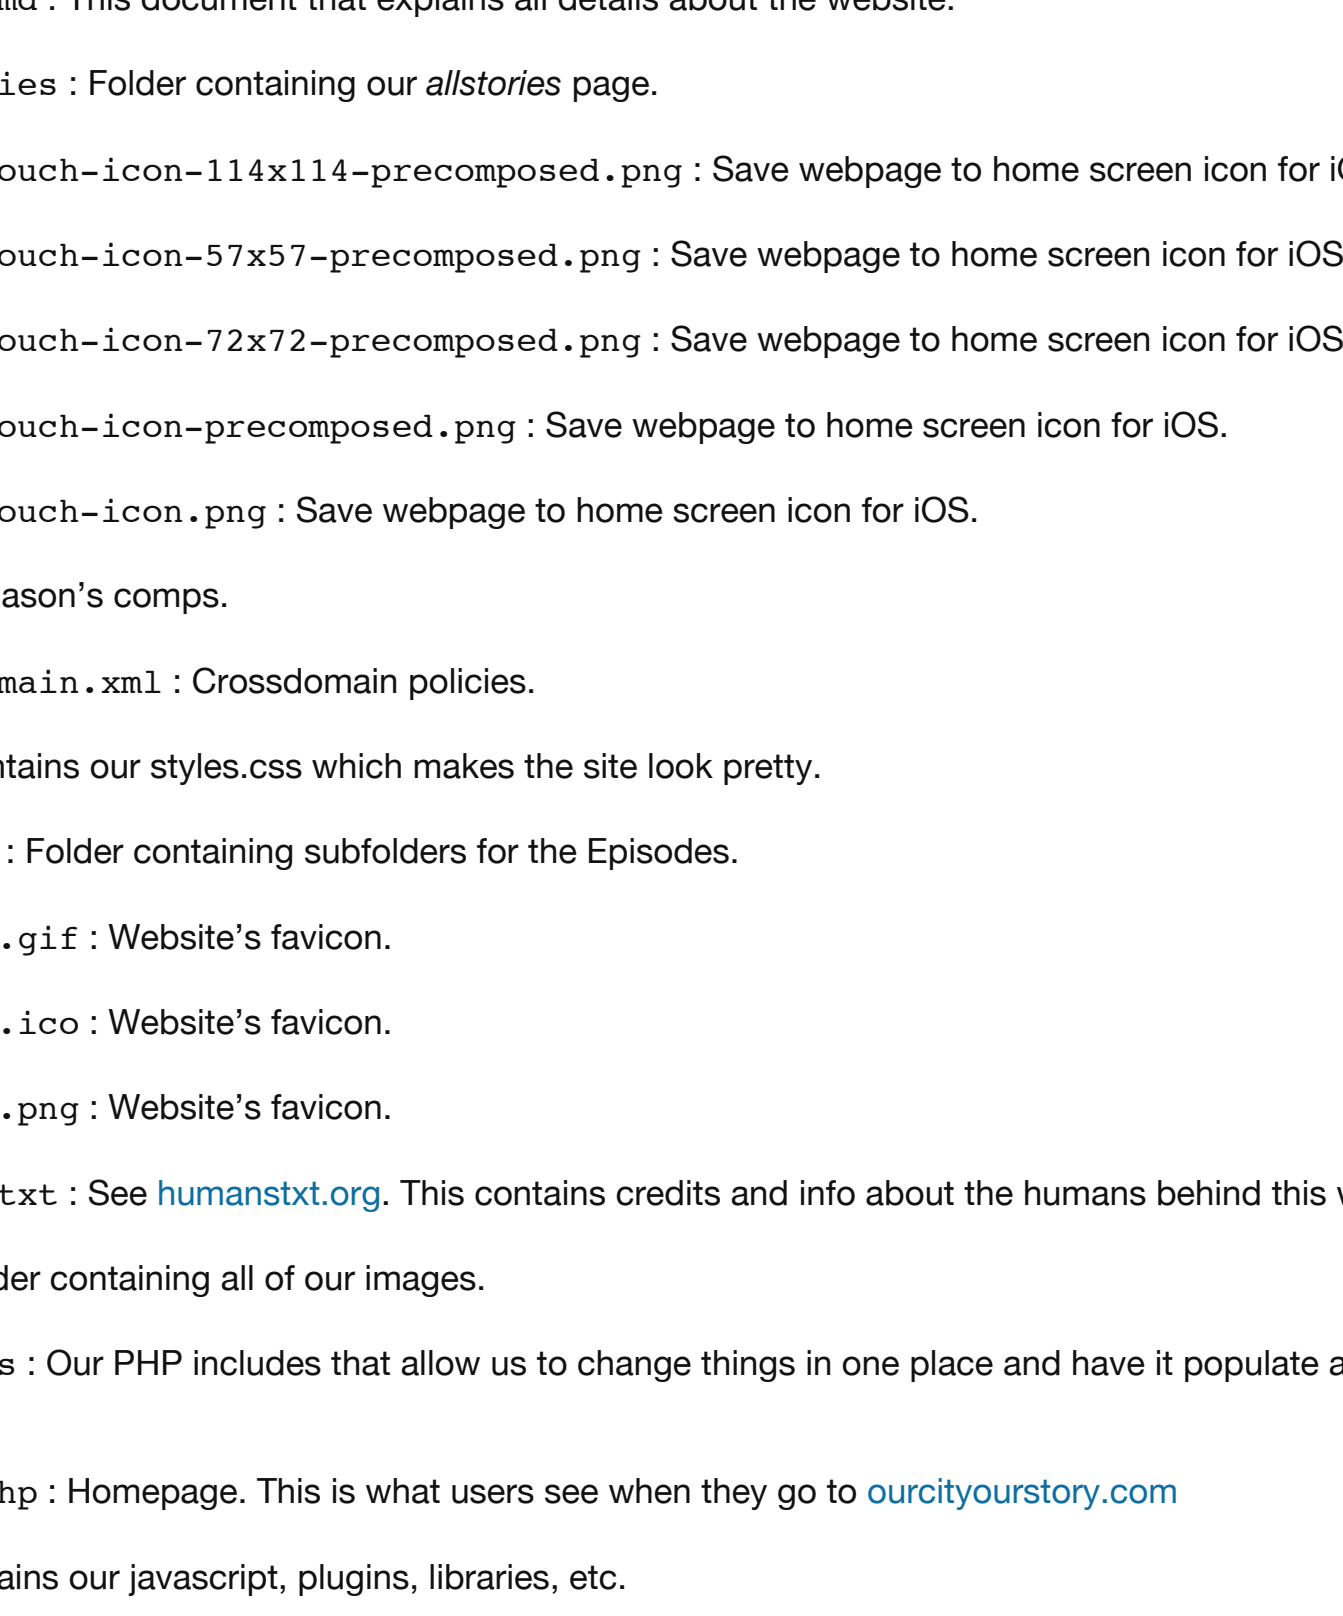 md : This document that explains all details about the website.
ies : Folder containing our allstories page.
ouch-icon-114x114-precomposed.png : Save webpage to home screen icon for
ouch-icon-57x57-precomposed.png : Save webpage to home screen icon for iOS
ouch-icon-72x72-precomposed.png : Save webpage to home screen icon for iOS
ouch-icon-precomposed.png : Save webpage to home screen icon for iOS.
ouch-icon.png : Save webpage to home screen icon for iOS.
ason’s comps.
main.xml : Crossdomain policies.
ntains our styles.css which makes the site look pretty.
: Folder containing subfolders for the Episodes.
.gif : Website’s favicon.
.ico : Website’s favicon.
.png : Website’s favicon.
txt : See humanstxt.org. This contains credits and info about the humans behind this
der containing all of our images.
s : Our PHP includes that allow us to change things in one place and have it populate
hp : Homepage. This is what users see when they go to ourcityourstory.com
ains our javascript, plugins, libraries, etc.